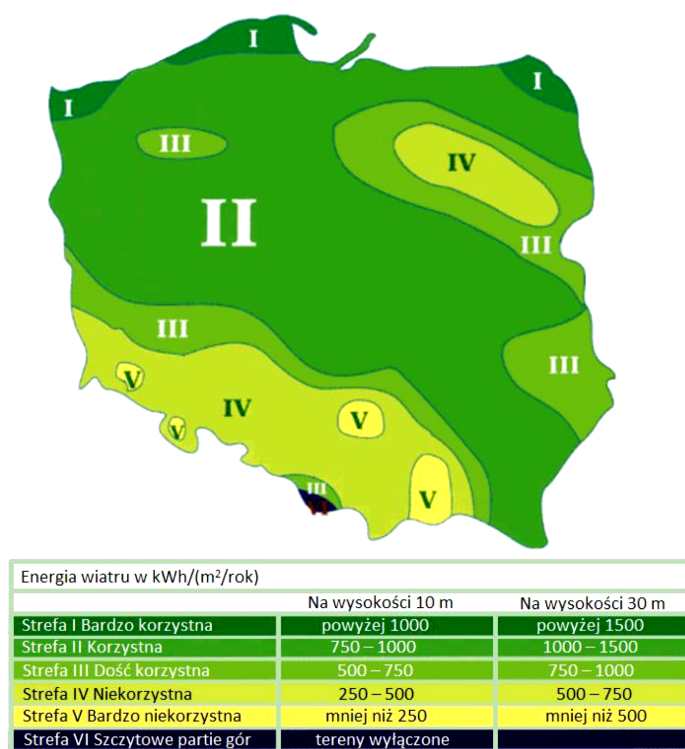 I
I
I
III
IV
II
III
III
III
V
IV
V
V
III
V
VI
Energia wiatru w kWh/(m²/rok)
Na wysokości 10 m Na wysokości 30 m
Strefa I Bardzo korzystna powyżej 1000 powyżej 1500
Strefa II Korzystna 750 – 1000 1000 – 1500
Strefa III Dość korzystna 500 – 750 750 – 1000
Strefa IV Niekorzystna 250 – 500 500 – 750
Strefa V Bardzo niekorzystna mniej niż 250 mniej niż 500
Strefa VI Szczytowe partie gór tereny wyłączone